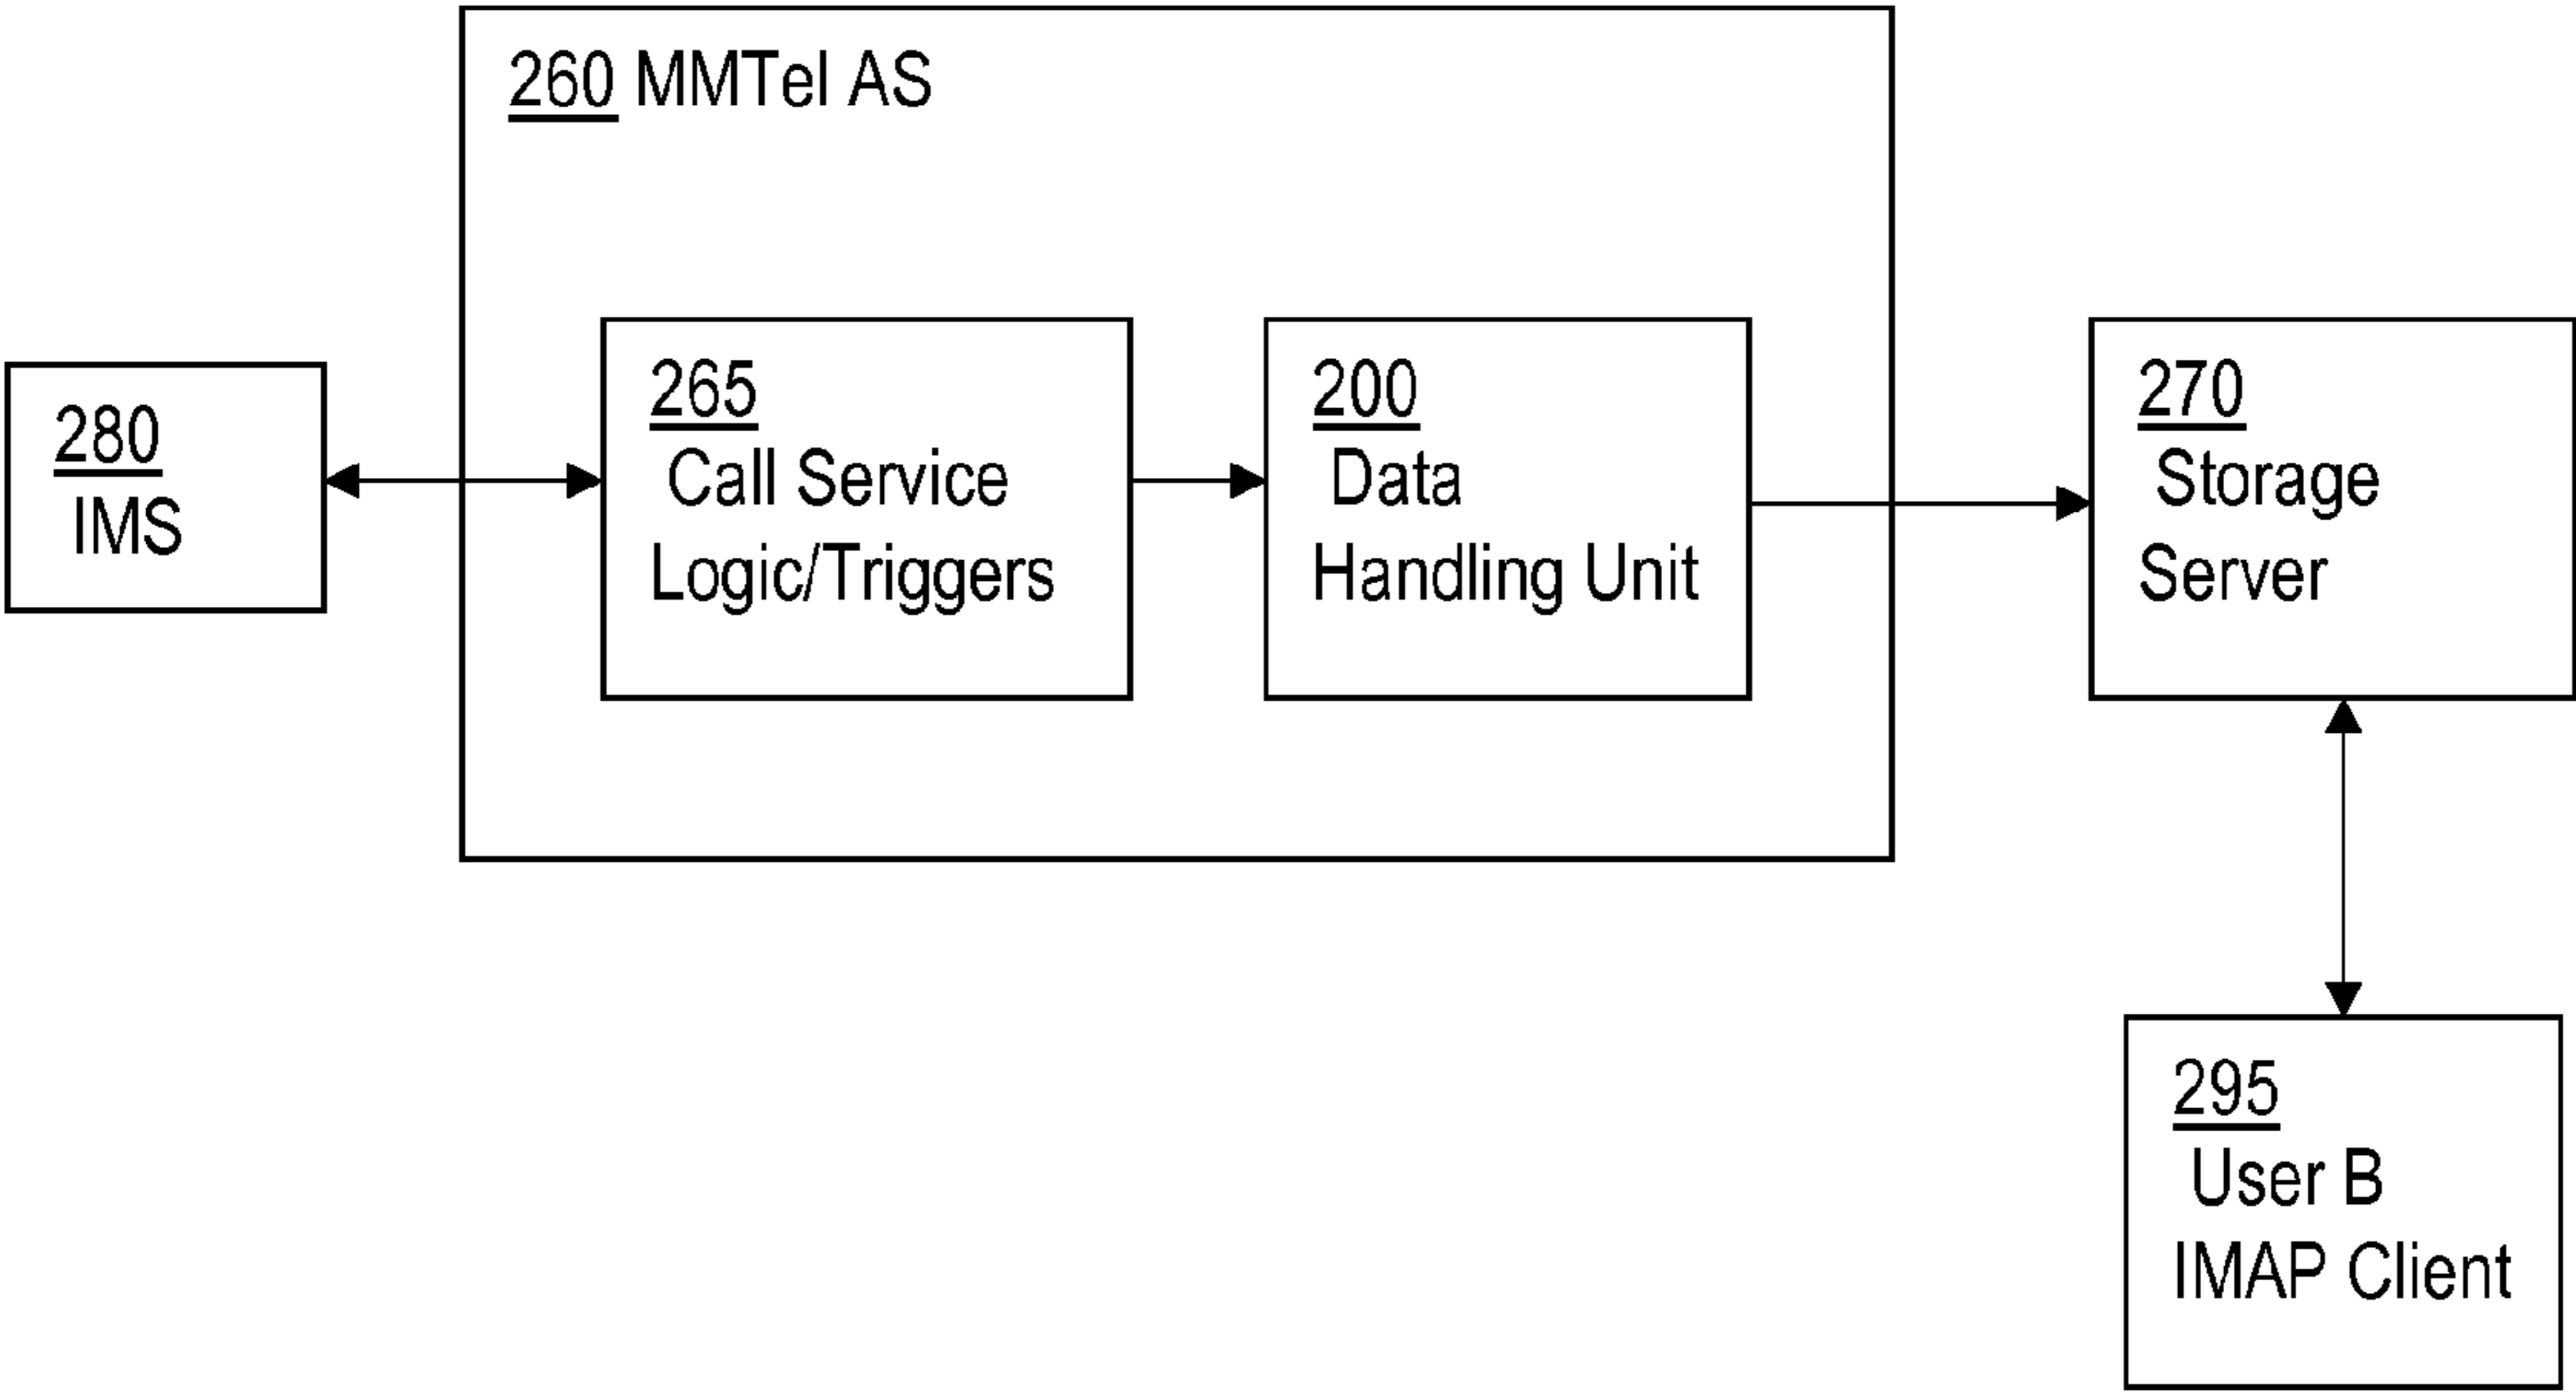 260 MMTel AS
280
IMS
265
Call Service
Logic/Triggers
200
Data
Handling Unit
270
Storage
Server
295
User B
IMAP Client